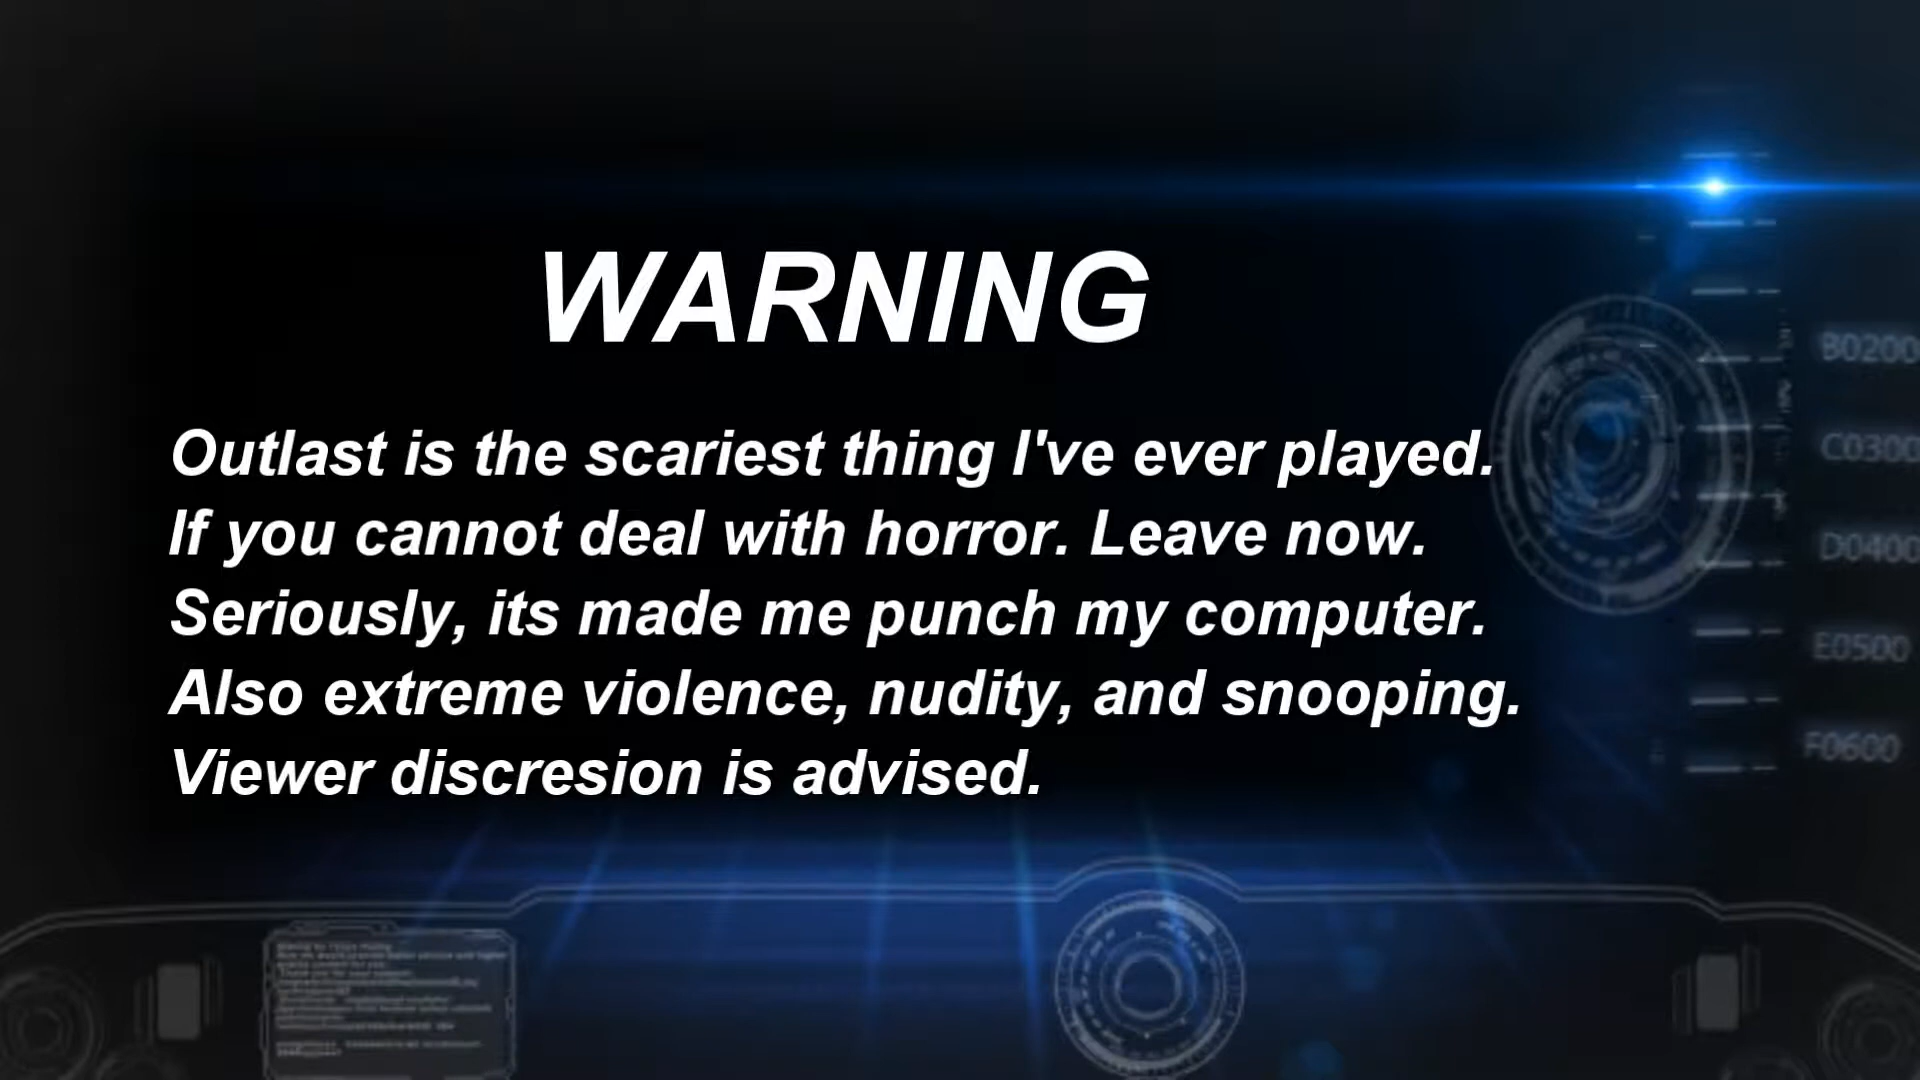 WARNING
Outlast is the scariest thing I've ever played.
If you cannot deal with horror. Leave now.
Seriously, its made me punch my computer.
Also extreme violence, nudity, and snooping.
Viewer discresion is advised.
B0200
C0300
D0400
E0500
F0600